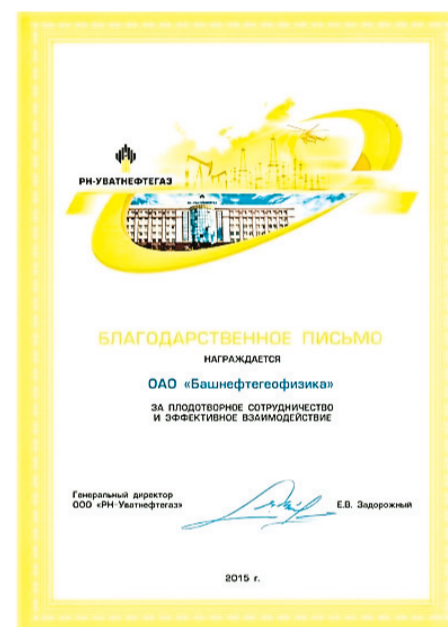 РН-УВАТНЕФТЕГАЗ
БЛАГОДАРСТВЕННОЕ ПИСЬМО
НАГРАЖДАЕТСЯ
ОАО «Башнефтегеофизика»
ЗА ПЛОДОТВОРНОЕ СОТРУДНИЧЕСТВО
И ЭФФЕКТИВНОЕ ВЗАИМОДЕЙСТВИЕ
Генеральный директор
ООО «РН-Уватнефтегаз»
Е.В. Задорожный
2015 г.